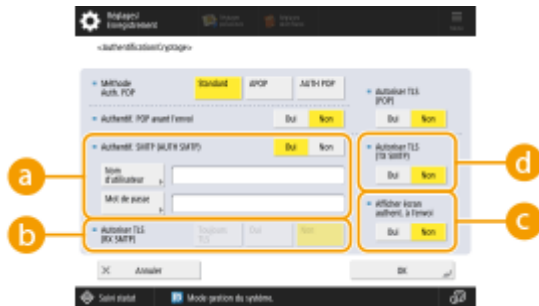 Réglages/
Enregistrement
<Authentification/Cryptage>
Méthode
Auth. POP
Standard
APOP
AUTH POP
Autoriser TLS
(POP)
Oui
Non
Authentif. POP avant l'envoi
Oui
Non
Authentif. SMTP (AUTH SMTP)
Oui
Non
Autoriser TLS
(TX SMTP)
Oui
Non
a
d
Nom
d'utilisateur
Mot de passe
Afficher écran
authent. à l'envoi
Oui
Non
b
c
Autoriser TLS
(RX SMTP)
Toujours
TLS
Oui
Non
Annuler
OK
Suivi statut
Mode gestion du système.